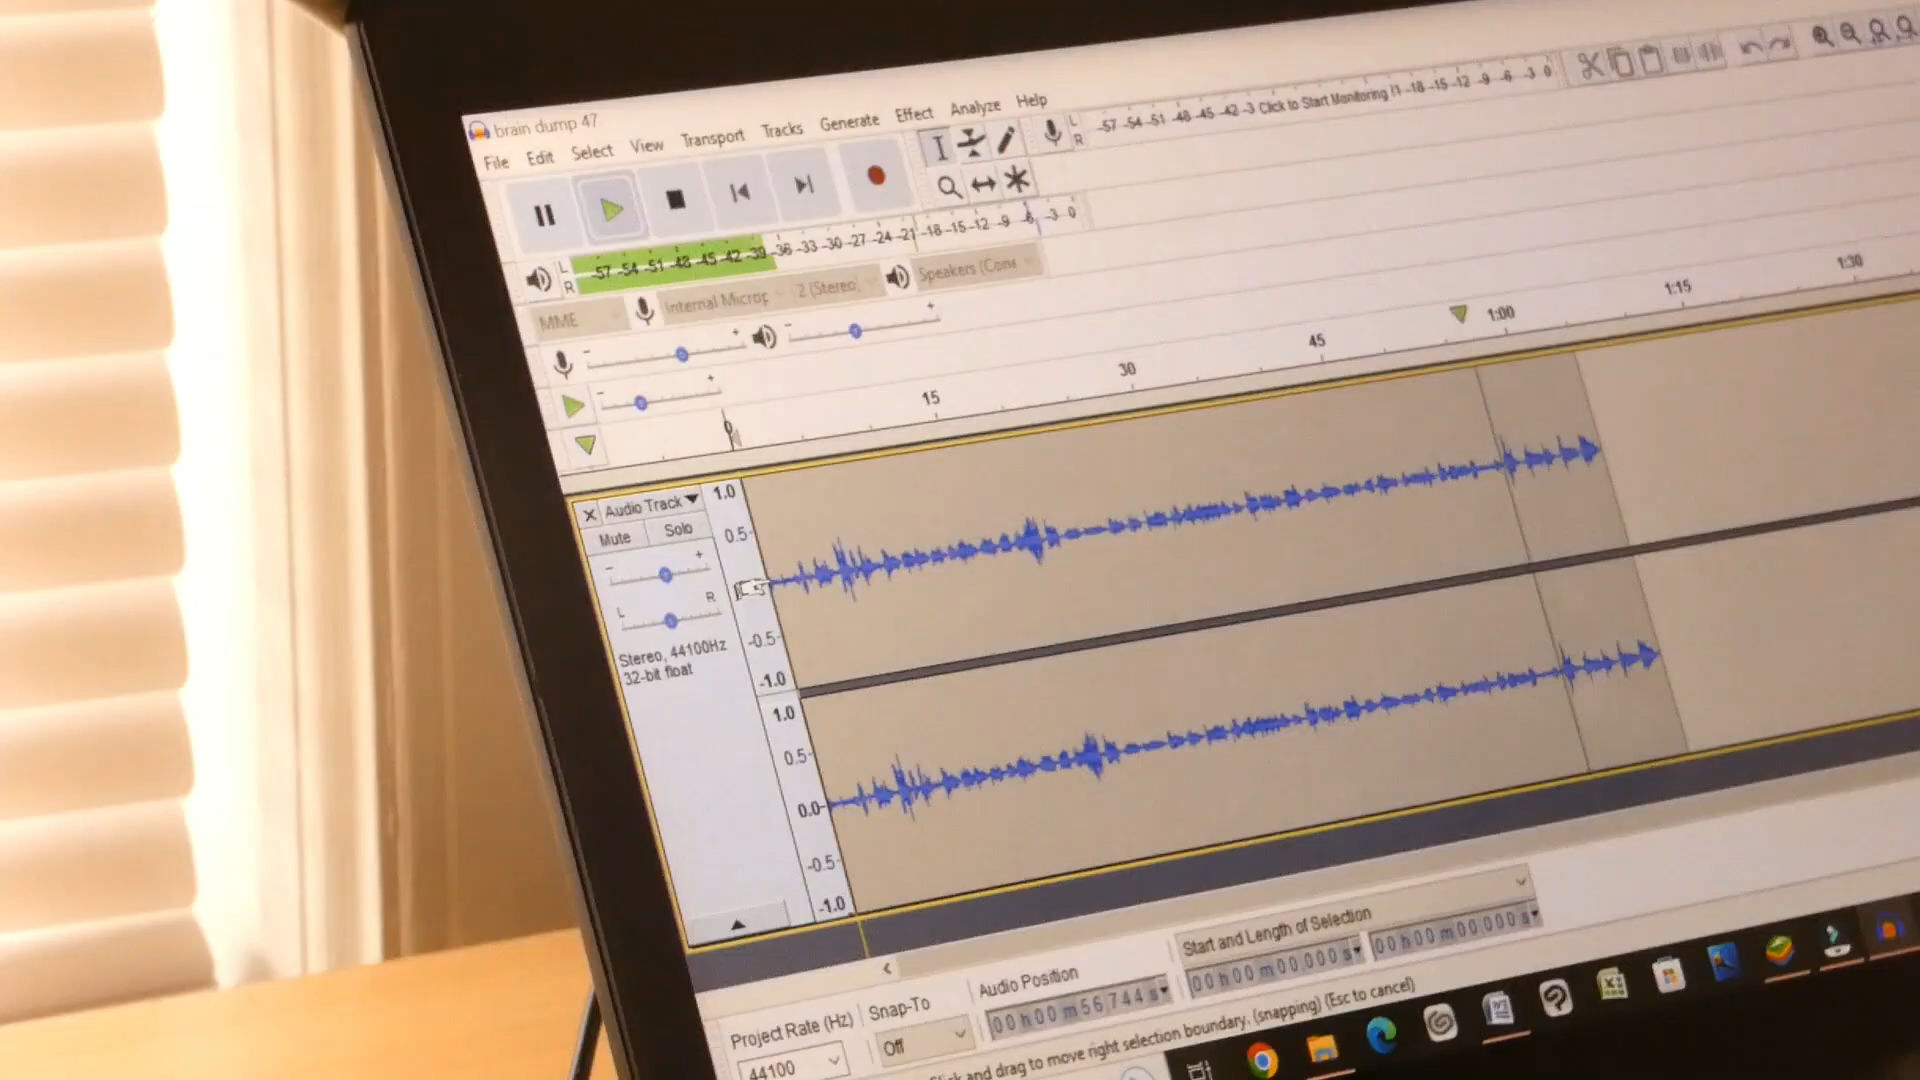 brain dump 47
File Edit Select View Transport Tracks Generate Effect Analyze Help
L
R
-57 -54 -51 -48 -45 -42 -3 Click to Start Monitoring !1 -18 -15 -12 -9 -6 -3 0
L
R
-57 -54 -51 -48 -45 -42 -39 -36 -33 -30 -27 -24 -21 -18 -15 -12 -9 -6 -3 0
MME
Internal Microp
2 (Stereo)
Speakers (Cone
0 15 30 45 1:00 1:15 1:30
Audio Track
Mute Solo
L R
Stereo, 44100Hz
32-bit float
1.0
0.5
-0.5
-1.0
1.0
0.5
0.0
-0.5
-1.0
Project Rate (Hz)
44100
Snap-To
Off
Audio Position
00 h 00 m 56,744 s
Start and Length of Selection
00 h 00 m 00,000 s
00 h 00 m 00,000 s
and drag to move right selection boundary. (snapping) (Esc to cancel)